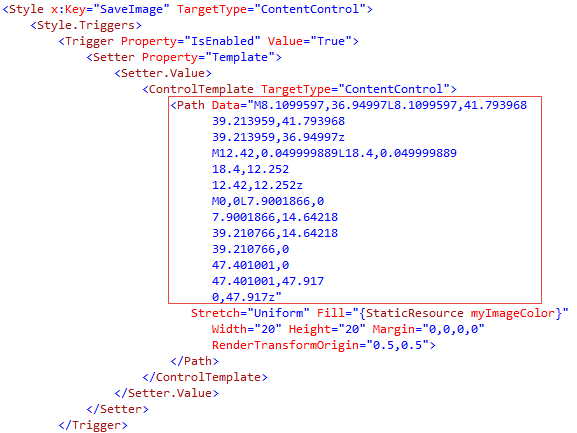 <Style x:Key="SaveImage" TargetType="ContentControl">
<Style.Triggers>
<Trigger Property="IsEnabled" Value="True">
<Setter Property="Template">
<Setter.Value>
<ControlTemplate TargetType="ContentControl">
<Path Data="M8.1099597,36.94997L8.1099597,41.793968
39.213959,41.793968
39.213959,36.94997z
M12.42,0.049999889L18.4,0.049999889
18.4,12.252
12.42,12.252z
M0,0L7.9001866,0
7.9001866,14.64218
39.210766,14.64218
39.210766,0
47.401001,0
47.401001,47.917
0,47.917z"
Stretch="Uniform" Fill="{StaticResource myImageColor}"
Width="20" Height="20" Margin="0,0,0,0"
RenderTransformOrigin="0.5,0.5">
</Path>
</ControlTemplate>
</Setter.Value>
</Setter>
</Trigger>